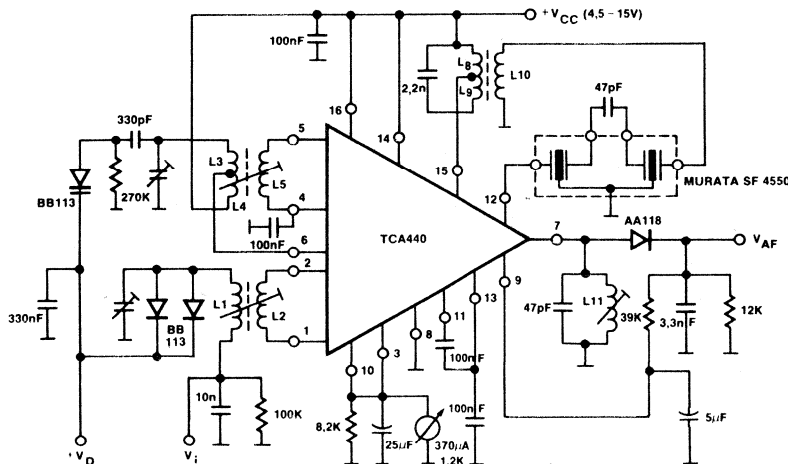 +VCC (4,5-15V)
100nF
L8
2,2n
L9
L10
47pF
330pF
16
5
14
L3
L5
15
270K
12
MURATA SF 4550
BB113
L4
4
100nF
TCA440
7
AA118
VAF
6
2
9
13
L1
L2
47pF
L11
39K
3,3nF
12K
330nF
BB
113
11
8
1
3
100nF
10
10n
100K
8,2K
25µF
370µA
1,2K
100nF
5µF
+VD
Vi